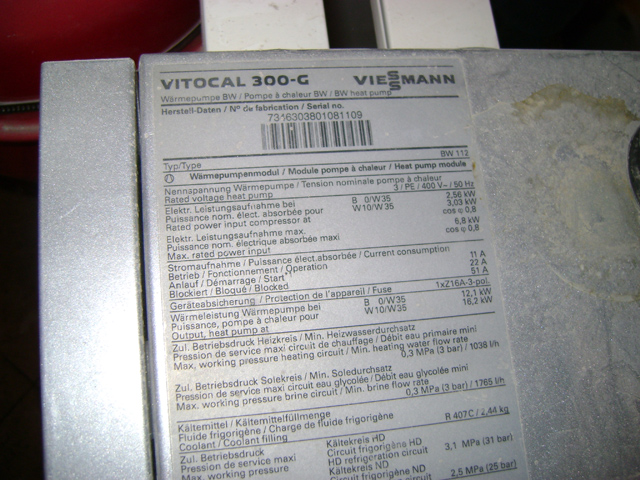 VITOCAL 300-G VIESSMANN
Wärmepumpe BW / Pompe à chaleur BW / BW heat pump
Herstell-Daten / Nº de fabrication / Serial no.
7316303801081109
Typ/Type BW 112
Wärmepumpenmodul / Module pompe à chaleur / Heat pump module
Nennspannung Wärmepumpe / Tension nominale pompe à chaleur
Rated voltage heat pump 3 / PE / 400 V~ / 50 Hz
Elektr. Leistungsaufnahme bei B 0/W35 2,56 kW
Puissance nom. élect. absorbée pour W10/W35 3,03 kW
Rated power input compressor at cos φ 0,8
Elektr. Leistungsaufnahme max. 5,8 kW
Puissance nom. électrique absorbée maxi cos φ 0,8
Max. rated power input
Stromaufnahme / Puissance élect.absorbée / Current consumption
Betrieb / Fonctionnement / Operation 11 A
Anlauf / Démarrage / Start 22 A
Blockiert / Bloqué / Blocked 51 A
Geräteabsicherung / Protection de l'appareil / Fuse 1xZ16A-3-pol.
Wärmeleistung Wärmepumpe bei B 0/W35 12,1 kW
Puissance, pompe à chaleur pour W10/W35 16,2 kW
Output, heat pump at
Zul. Betriebsdruck Heizkreis / Min. Heizwasserdurchsatz
Pression de service maxi circuit de chauffage / Débit eau primaire mini
Max. working pressure heating circuit / Min. heating water flow rate
0,3 MPa (3 bar) / 1038 l/h
Zul. Betriebsdruck Solekreis / Min. Soledurchsatz
Pression de service maxi circuit eau glycolée / Débit eau glycolée mini
Max. working pressure brine circuit / Min. brine flow rate
0,3 MPa (3 bar) / 1765 l/h
Kältemittel / Kältemittelfüllmenge
Fluide frigorigène / Charge de fluide frigorigène R 407C / 2,44 kg
Coolant / Coolant filling
Zul. Betriebsdruck Kältekreis HD
Pression de service maxi Circuit frigorigène HD 3,1 MPa (31 bar)
Max. working pressure HD refrigeration circuit
Kältekreis ND
Circuit frigorigène ND 2,5 MPa (25 bar)